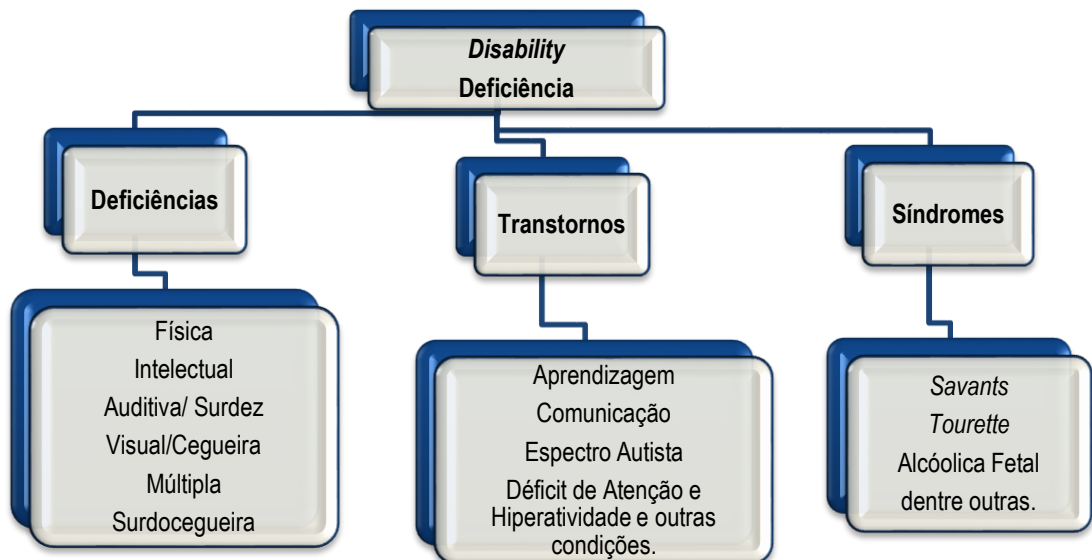 Disability
Deficiência
Deficiências
Transtornos
Síndromes
Física
Intelectual
Auditiva/ Surdez
Visual/Cegueira
Múltipla
Surdocegueira
Aprendizagem
Comunicação
Espectro Autista
Déficit de Atenção e
Hiperatividade e outras
condições.
Savants
Tourette
Alcóolica Fetal
dentre outras.